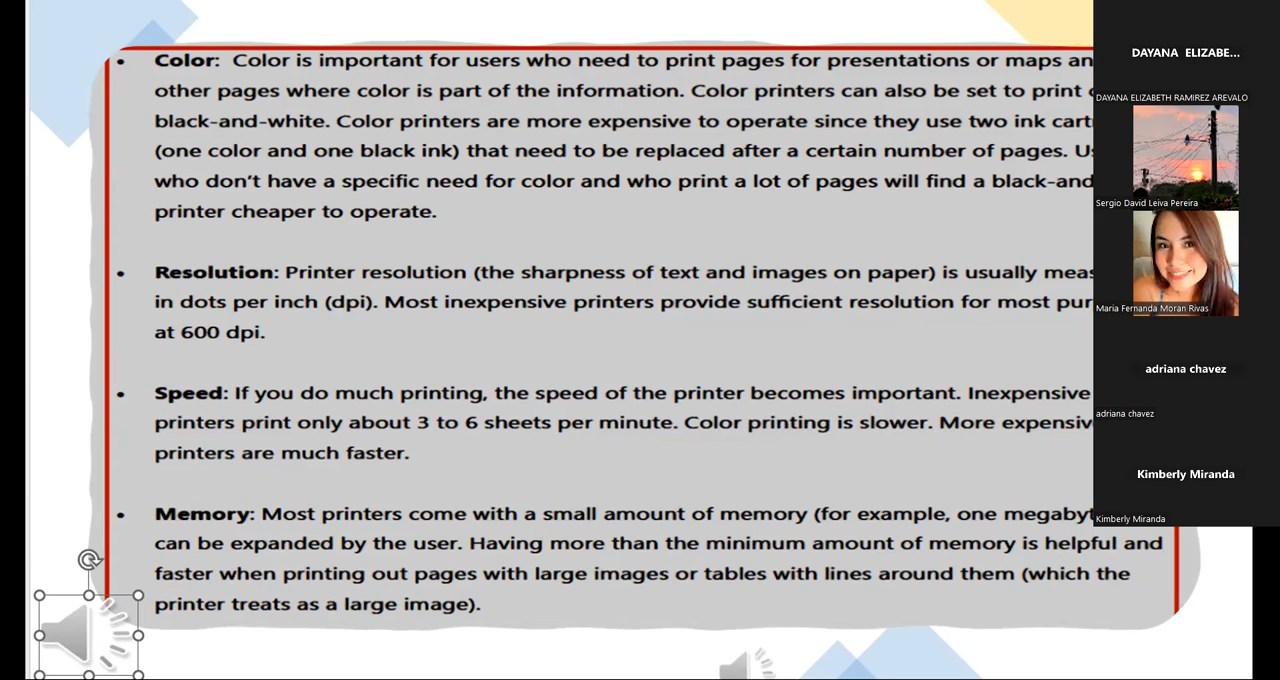 • Color: Color is important for users who need to print pages for presentations or maps an
other pages where color is part of the information. Color printers can also be set to print
black-and-white. Color printers are more expensive to operate since they use two ink cart
(one color and one black ink) that need to be replaced after a certain number of pages. U
who don't have a specific need for color and who print a lot of pages will find a black-and
printer cheaper to operate.
• Resolution: Printer resolution (the sharpness of text and images on paper) is usually meas
in dots per inch (dpi). Most inexpensive printers provide sufficient resolution for most pur
at 600 dpi.
• Speed: If you do much printing, the speed of the printer becomes important. Inexpensive
printers print only about 3 to 6 sheets per minute. Color printing is slower. More expensiv
printers are much faster.
• Memory: Most printers come with a small amount of memory (for example, one megabyt
can be expanded by the user. Having more than the minimum amount of memory is helpful and
faster when printing out pages with large images or tables with lines around them (which the
printer treats as a large image).
DAYANA ELIZABE...
DAYANA ELIZABETH RAMIREZ AREVALO
Sergio David Leiva Pereira
Maria Fernanda Moran Rivas
adriana chavez
adriana chavez
Kimberly Miranda
Kimberly Miranda